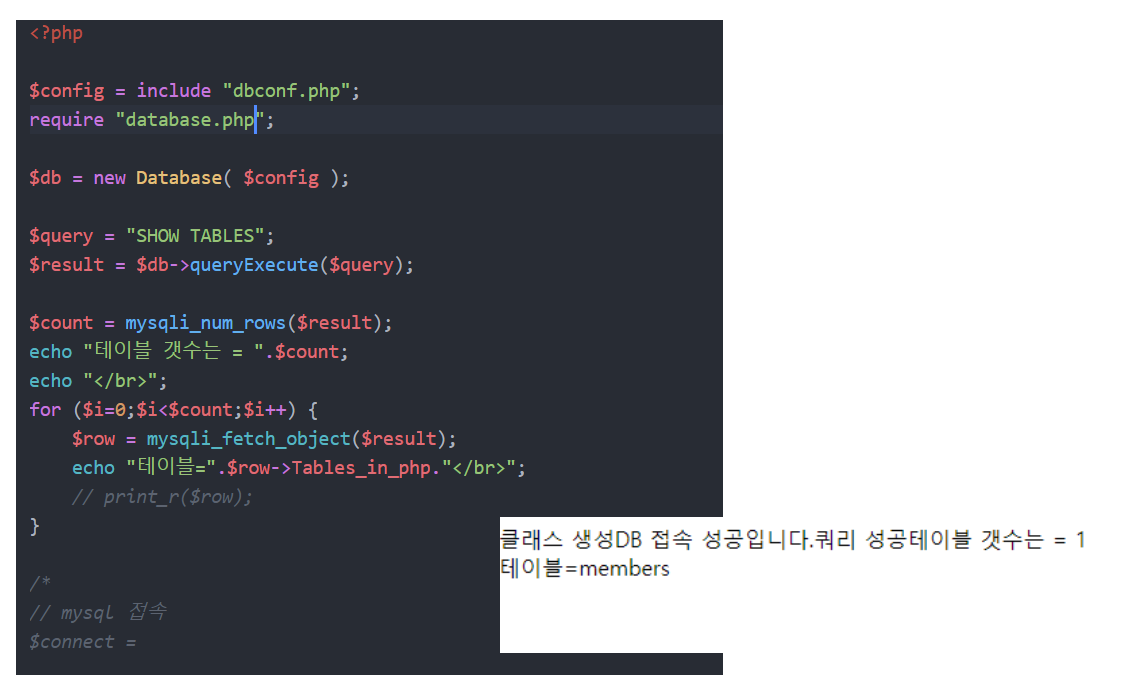 <?php
$config = include "dbconf.php";
require "database.php";
$db = new Database( $config );
$query = "SHOW TABLES";
$result = $db->queryExecute($query);
$count = mysqli_num_rows($result);
echo "테이블 갯수는 = ".$count;
echo "</br>";
for ($i=0;$i<$count;$i++) {
    $row = mysqli_fetch_object($result);
    echo "테이블=".$row->Tables_in_php."</br>";
    // print_r($row);
}
/*
// mysql 접속
$connect =
클래스 생성DB 접속 성공입니다.쿼리 성공테이블 갯수는 = 1
테이블=members